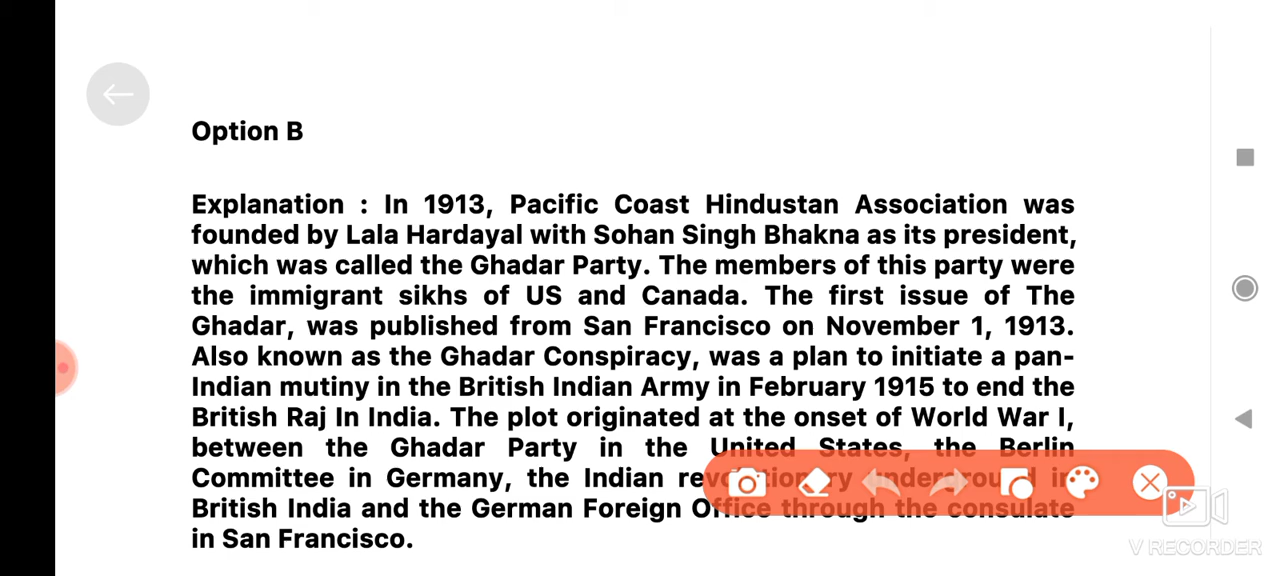 Option B
Explanation : In 1913, Pacific Coast Hindustan Association was
founded by Lala Hardayal with Sohan Singh Bhakna as its president,
which was called the Ghadar Party. The members of this party were
the immigrant sikhs of US and Canada. The first issue of The
Ghadar, was published from San Francisco on November 1, 1913.
Also known as the Ghadar Conspiracy, was a plan to initiate a pan-
Indian mutiny in the British Indian Army in February 1915 to end the
British Raj In India. The plot originated at the onset of World War I,
between the Ghadar Party in the United States, the Berlin
Committee in Germany, the Indian revolutionary underground in
British India and the German Foreign Office through the consulate
in San Francisco.
V RECORDER